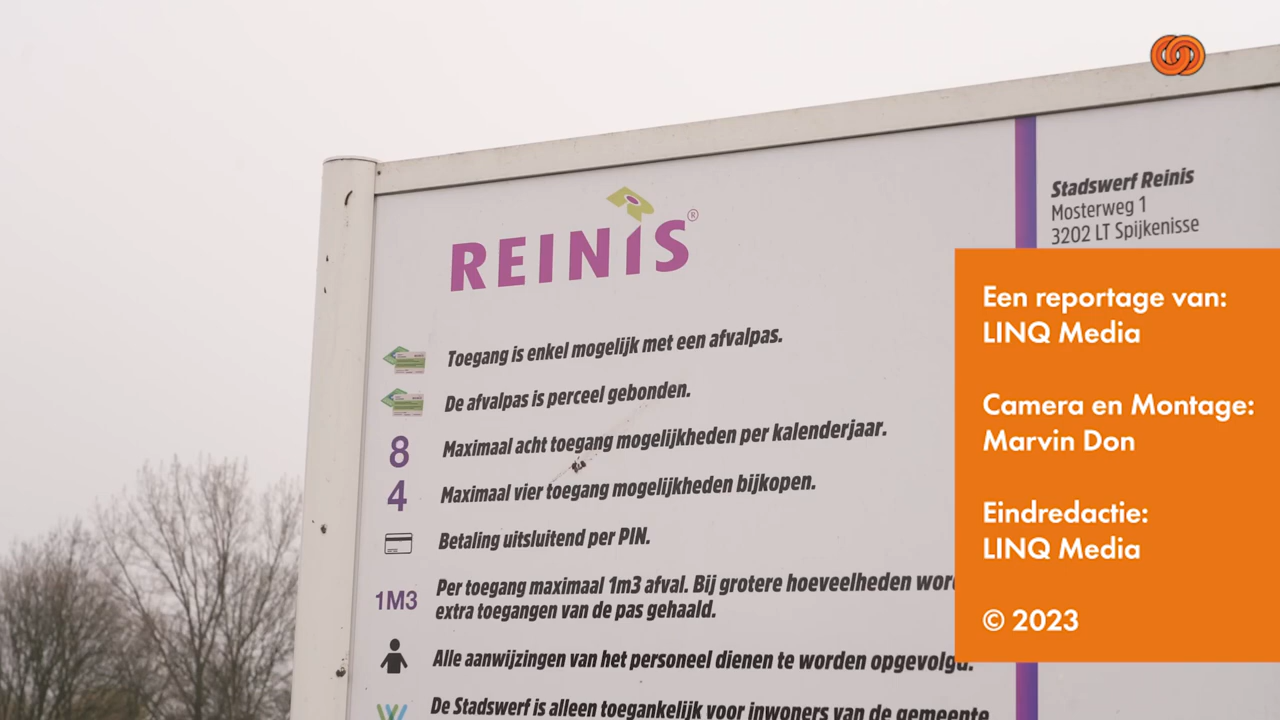 REINIS®
Toegang is enkel mogelijk met een afvalpas.
De afvalpas is perceel gebonden.
8 Maximaal acht toegang mogelijkheden per kalenderjaar.
4 Maximaal vier toegang mogelijkheden bijkopen.
Betaling uitsluitend per PIN.
1M3 Per toegang maximaal 1m3 afval. Bij grotere hoeveelheden
extra toegangen van de pas gehaald.
Alle aanwijzingen van het personeel dienen te worden opgevolgd.
De Stadswerf is alleen toegankelijk voor inwoners van de gemeente
Stadswerf Reinis
Mosterweg 1
3202 LT Spijkenisse
Een reportage van:
LINQ Media
Camera en Montage:
Marvin Don
Eindredactie:
LINQ Media
© 2023